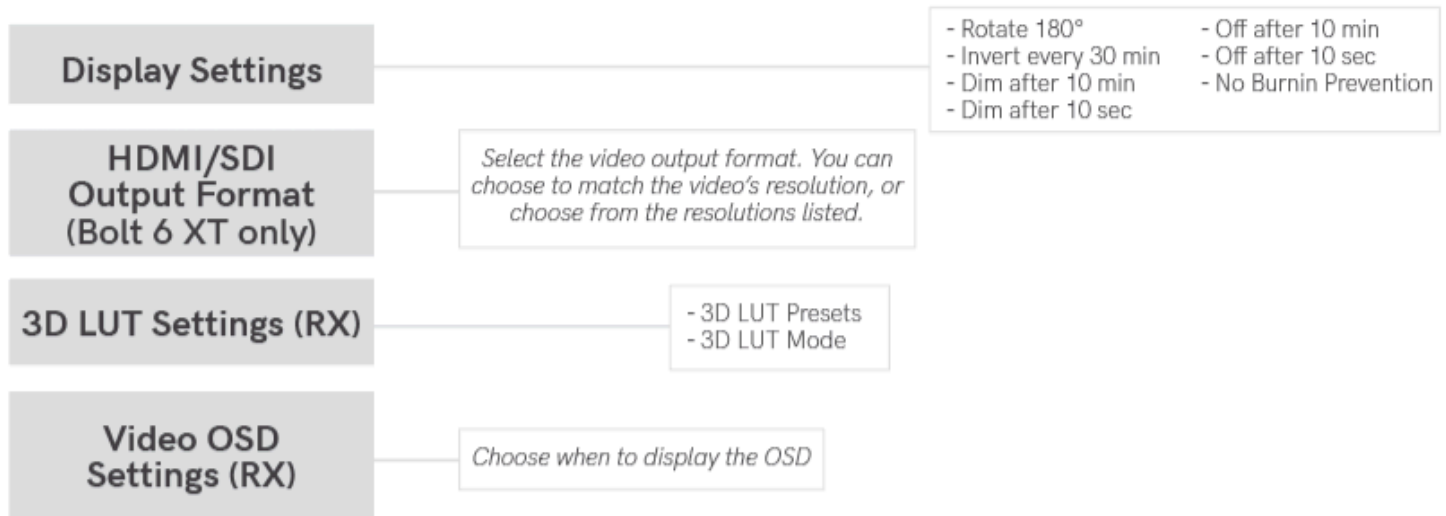 Display Settings
- Rotate 180°
- Invert every 30 min
- Dim after 10 min
- Dim after 10 sec
- Off after 10 min
- Off after 10 sec
- No Burnin Prevention
HDMI/SDI
Output Format
(Bolt 6 XT only)
Select the video output format. You can
choose to match the video's resolution, or
choose from the resolutions listed.
3D LUT Settings (RX)
- 3D LUT Presets
- 3D LUT Mode
Video OSD
Settings (RX)
Choose when to display the OSD